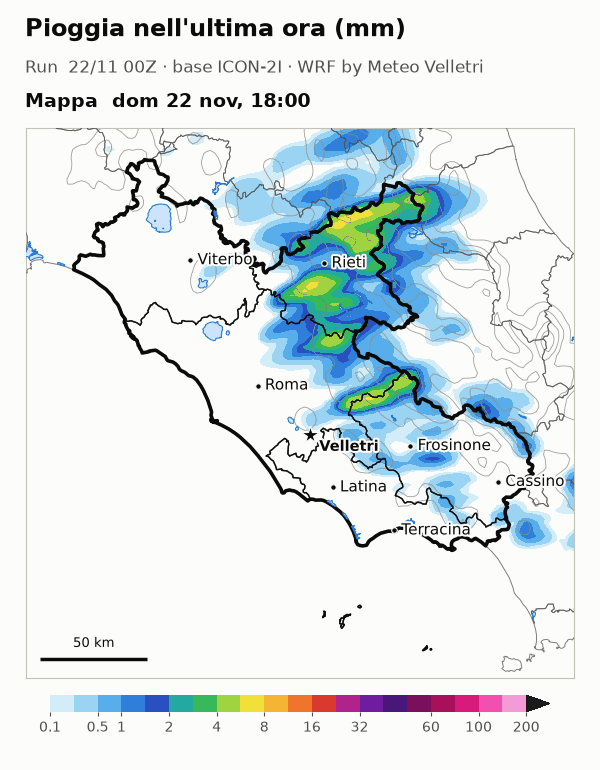 Pioggia nell'ultima ora (mm)
Run 22/11 00Z · base ICON-2I · WRF by Meteo Velletri
Mappa dom 22 nov, 18:00
Viterbo
Rieti
Roma
Velletri
Frosinone
Latina
Cassino
Terracina
50 km
0.1 0.5 1 2 4 8 16 32 60 100 200